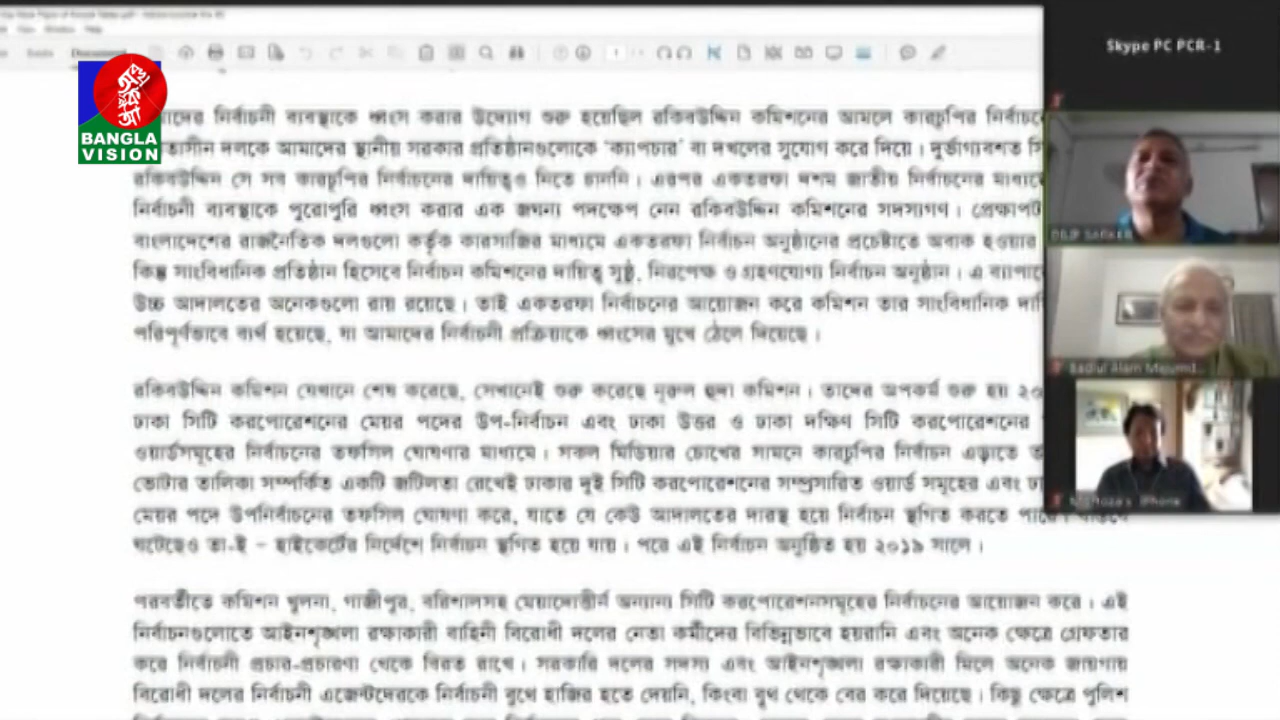 Skype PC PCR-1
BANGLA
VISION
নির্বাচনী ব্যবস্থাকে ধ্বংস করার উদ্যোগ শুরু হয়েছিল রকিবউদ্দিন কমিশনের আমলে কারচুপির
দলকে আমাদের স্থানীয় সরকার প্রতিষ্ঠানগুলোকে ‘ক্যাপচার’ বা দখলের সুযোগ করে দিয়ে। দুর্ভাগ্যবশত
রকিবউদ্দিন সে সব কারচুপির নির্বাচনের দায়িত্বও নিতে চাননি। এরপর একতরফা দশম জাতীয় নির্বাচনের
নির্বাচনী ব্যবস্থাকে পুরোপুরি ধ্বংস করার এক জঘন্য পদক্ষেপ নেন রকিবউদ্দিন কমিশনের সদস্যগণ।
বাংলাদেশের রাজনৈতিক দলগুলো কর্তৃক কারসাজির মাধ্যমে একতরফা নির্বাচন অনুষ্ঠানের প্রচেষ্টাতে অবাক হওয়ার
কিন্তু সাংবিধানিক প্রতিষ্ঠান হিসেবে নির্বাচন কমিশনের দায়িত্ব সুষ্ঠু, নিরপেক্ষ ও গ্রহণযোগ্য নির্বাচন অনুষ্ঠান। এ
উচ্চ আদালতের অনেকগুলো রায় রয়েছে। তাই একতরফা নির্বাচনের আয়োজন করে কমিশন তার সাংবিধানিক
পরিপূর্ণভাবে ব্যর্থ হয়েছে, যা আমাদের নির্বাচনী প্রক্রিয়াকে ধ্বংসের মুখে ঠেলে দিয়েছে।
রকিবউদ্দিন কমিশন যেখানে শেষ করেছে, সেখানেই শুরু করেছে নূরুল হুদা কমিশন। তাদের অপকর্ম শুরু হয়
ঢাকা সিটি করপোরেশনের মেয়র পদের উপ-নির্বাচন এবং ঢাকা উত্তর ও ঢাকা দক্ষিণ সিটি করপোরেশনের
ওয়ার্ডসমূহের নির্বাচনের তফসিল ঘোষণার মাধ্যমে। সকল মিডিয়ার চোখের সামনে কারচুপির নির্বাচন এড়াতে
ভোটার তালিকা সম্পর্কিত একটি জটিলতা রেখেই ঢাকার দুই সিটি করপোরেশনের সম্প্রসারিত ওয়ার্ড সমূহের এবং
মেয়র পদে উপনির্বাচনের তফসিল ঘোষণা করে, যাতে যে কেউ আদালতের দারস্থ হয়ে নির্বাচন স্থগিত করতে পারে।
ঘটেছেও তা-ই – হাইকোর্টের নির্দেশে নির্বাচন স্থগিত হয়ে যায়। পরে এই নির্বাচন অনুষ্ঠিত হয় ২০১৯ সালে।
পরবর্তীতে কমিশন খুলনা, গাজীপুর, বরিশালসহ মেয়াদোত্তীর্ন অন্যান্য সিটি করপোরেশনসমূহের নির্বাচনের আয়োজন করে। এই
নির্বাচনগুলোতে আইনশৃঙ্খলা রক্ষাকারী বাহিনী বিরোধী দলের নেতা কর্মীদের বিভিন্নভাবে হয়রানি এবং অনেক ক্ষেত্রে গ্রেফতার
করে নির্বাচনী প্রচার-প্রচারণা থেকে বিরত রাখে। সরকারি দলের সদস্য এবং আইনশৃঙ্খলা রক্ষাকারী মিলে অনেক জায়গায়
বিরোধী দলের নির্বাচনী এজেন্টদেরকে নির্বাচনী বুথে হাজির হতে দেয়নি, কিংবা বুথ থেকে বের করে দিয়েছে। কিছু ক্ষেত্রে পুলিশ